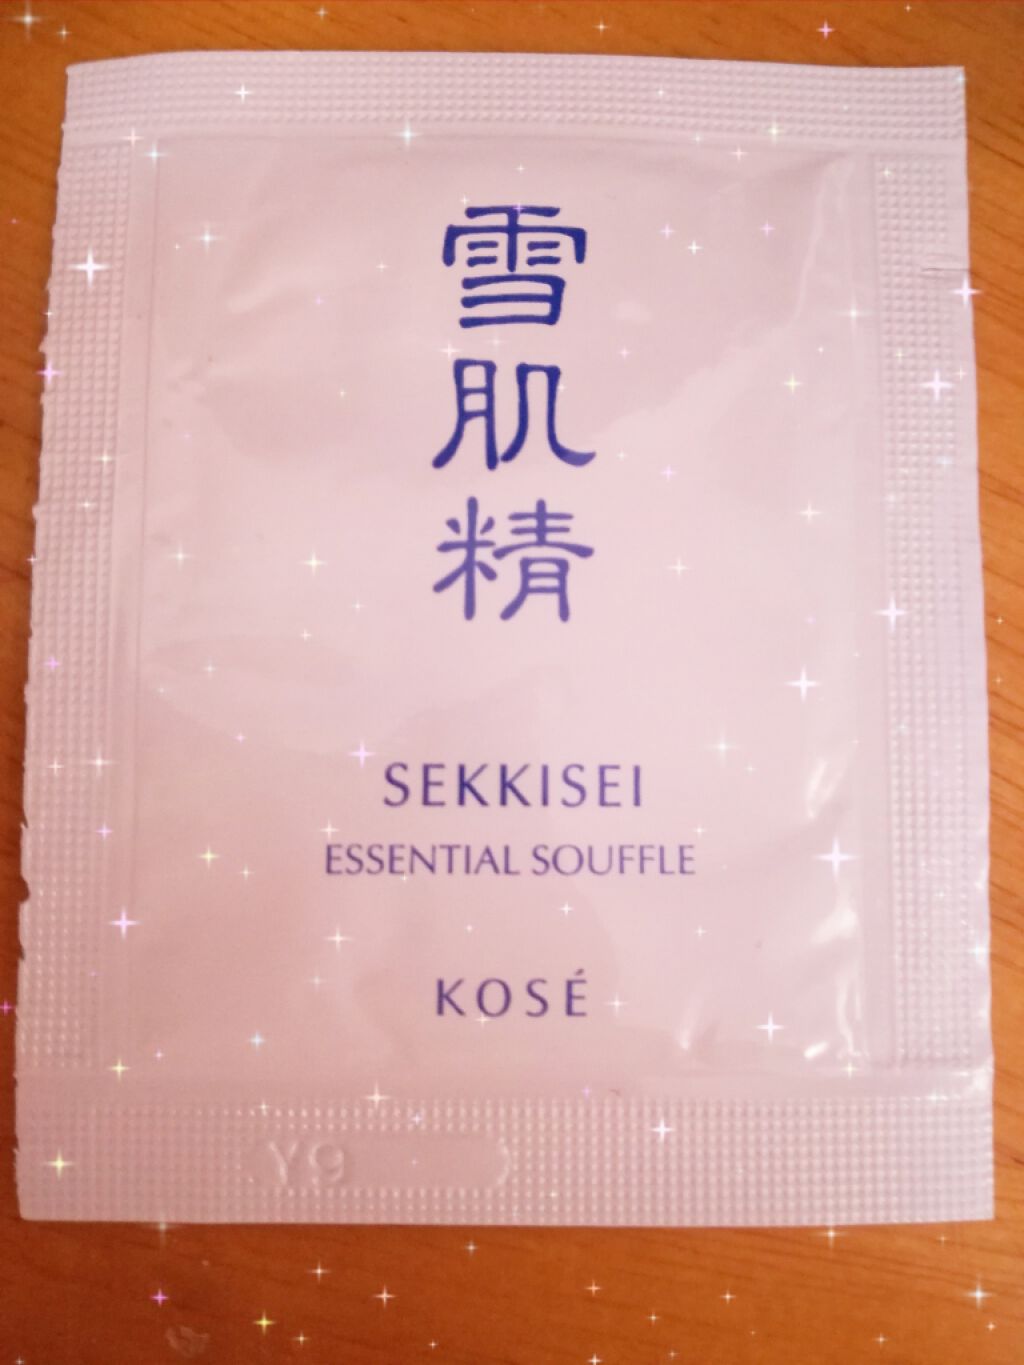 雪肌精
SEKKISEI
ESSENTIAL SOUFFLE
KOSÉ
Y9